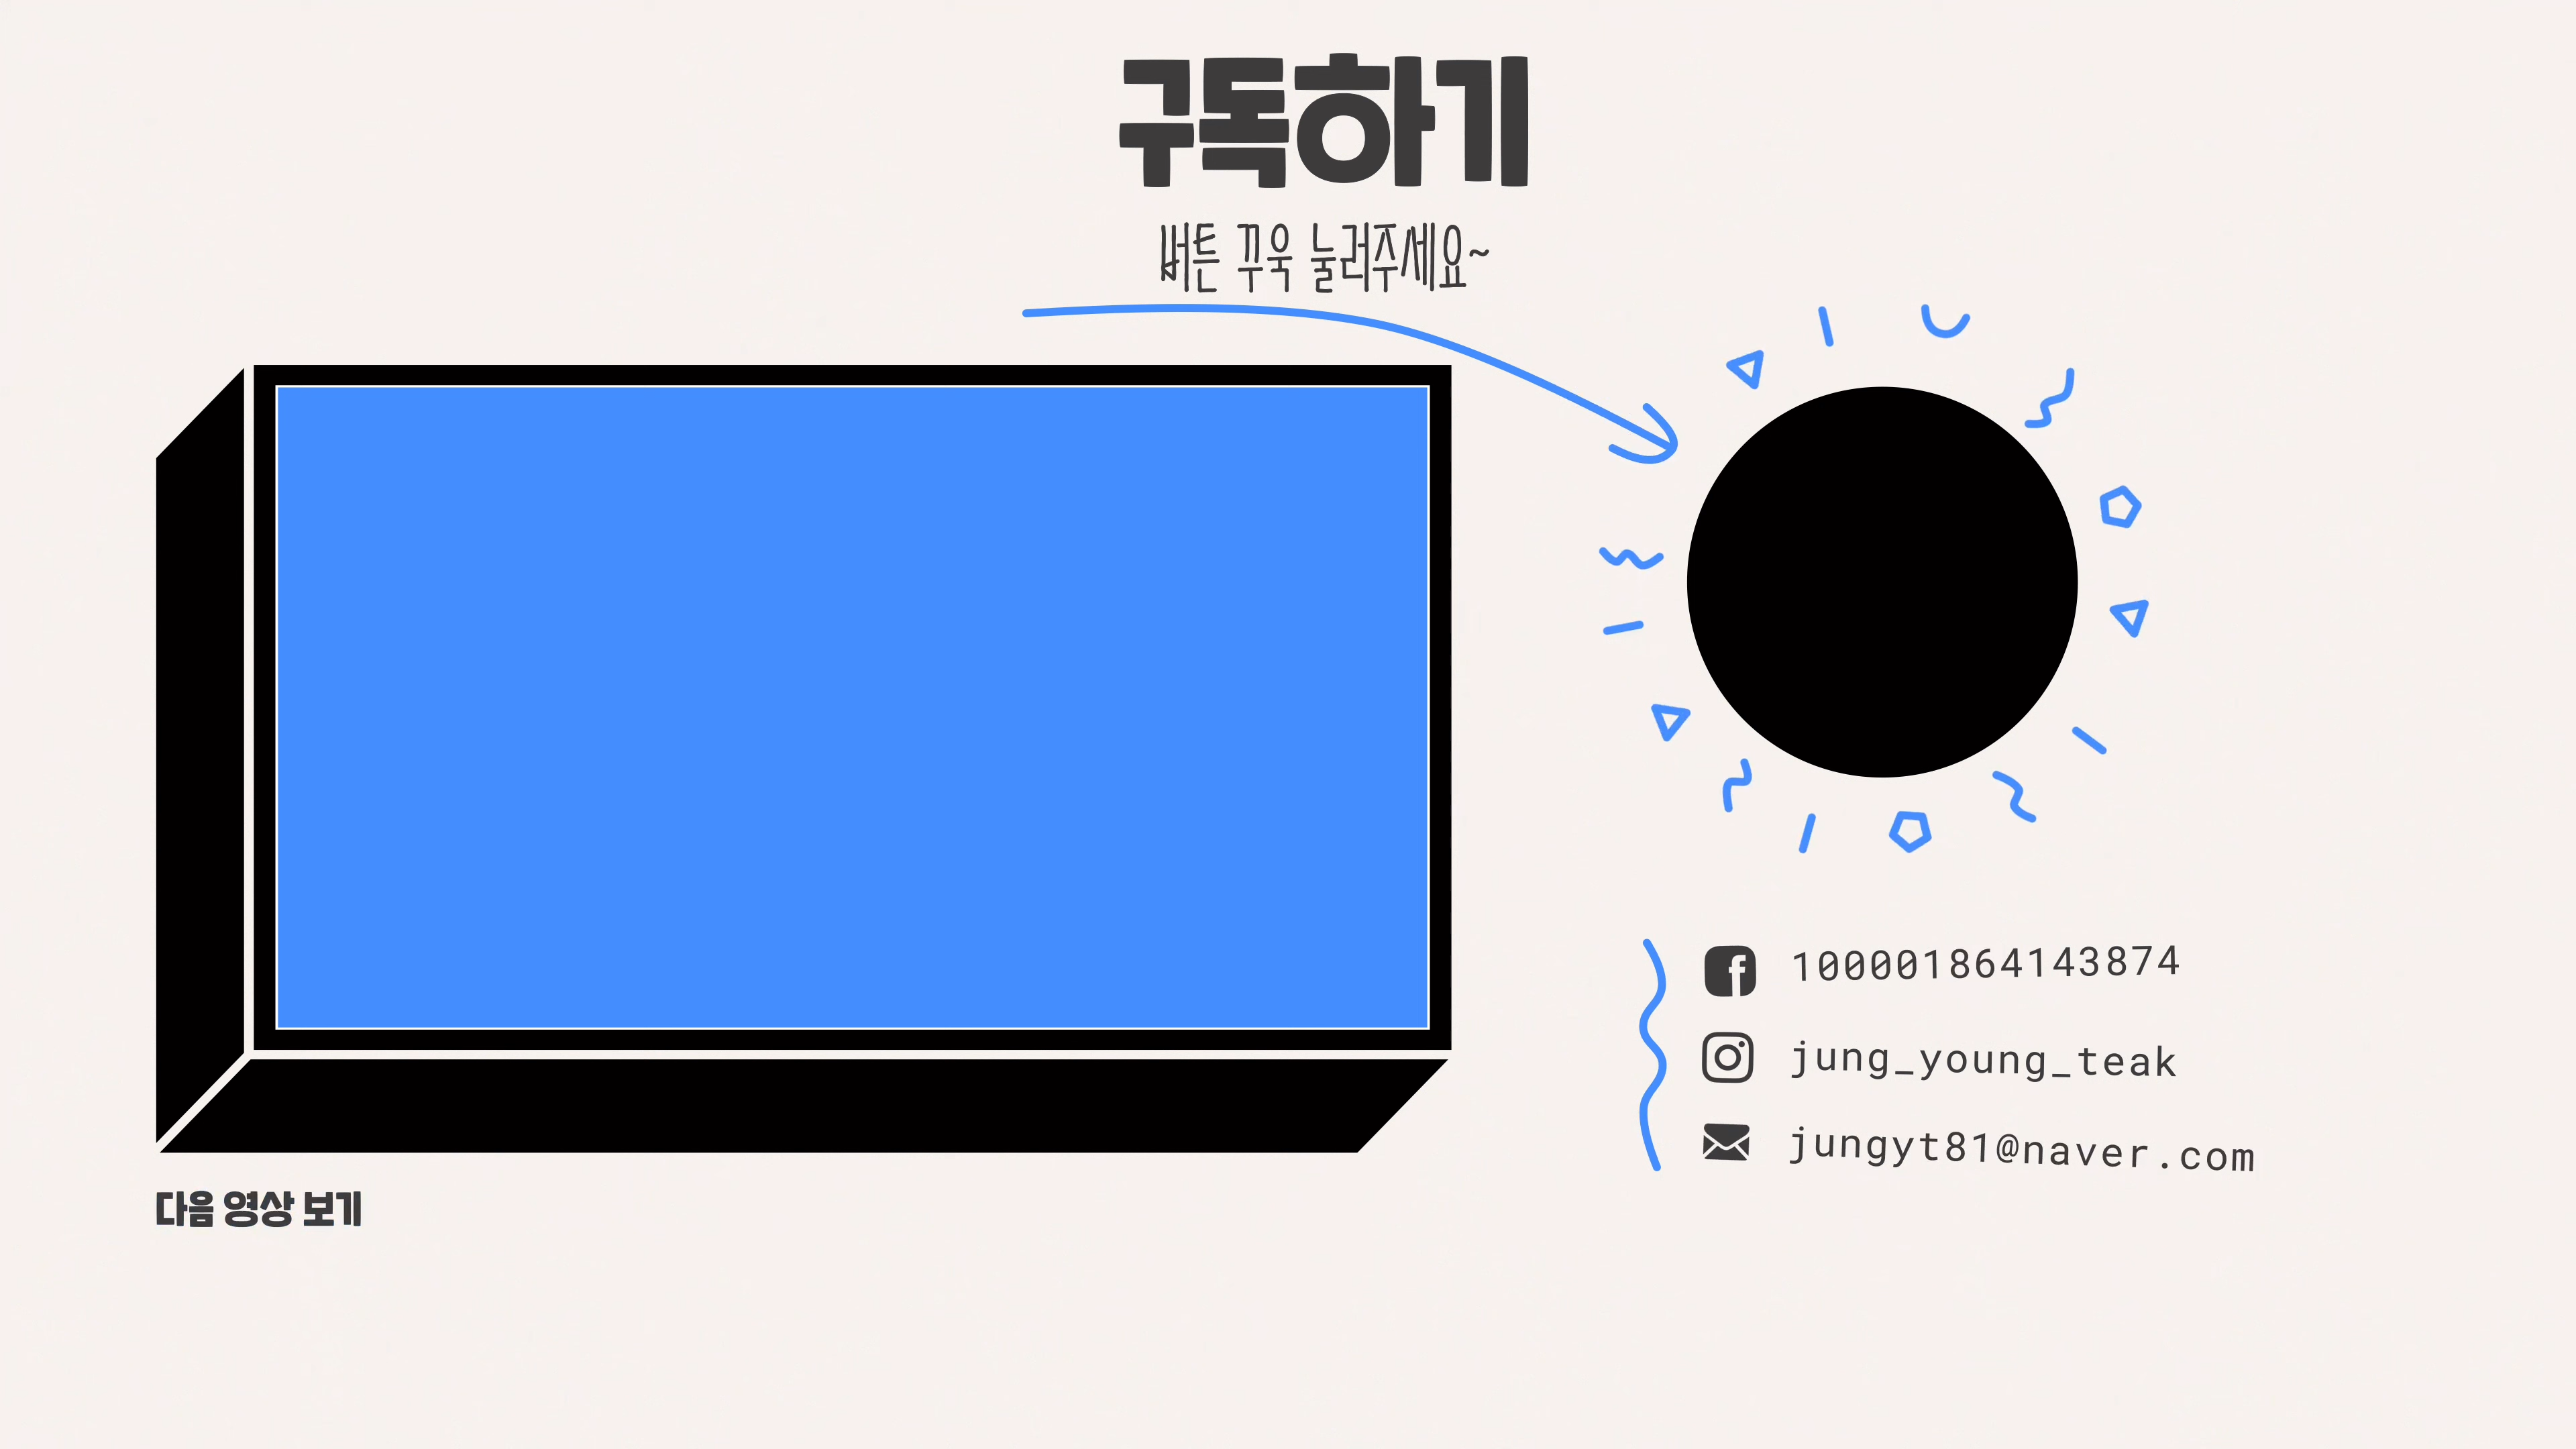 구독하기
버튼 꾸욱 눌러주세요~
100001864143874
jung_young_teak
jungyt81@naver.com
다음 영상 보기